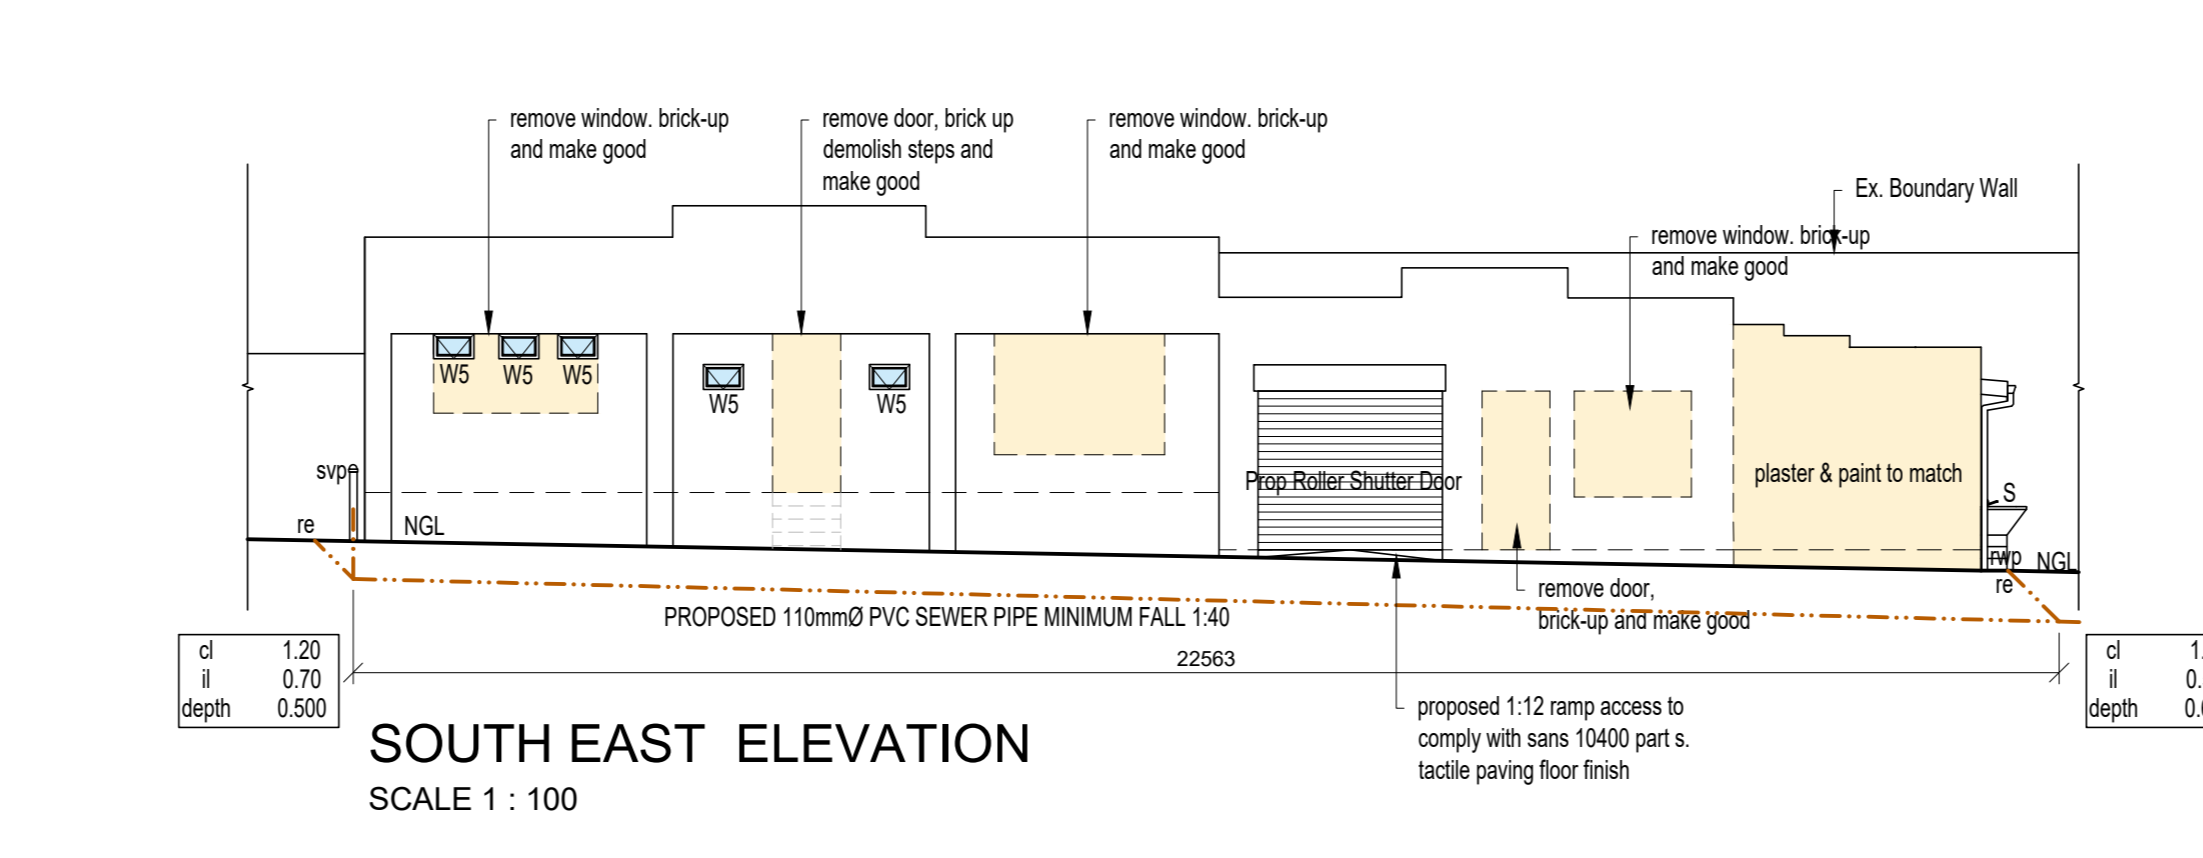 remove window. brick-up
and make good
remove door, brick up
demolish steps and
make good
remove window. brick-up
and make good
Ex. Boundary Wall
remove window. brick-up
and make good
W5
W5
W5
W5
W5
svp
Prop Roller Shutter Door
plaster & paint to match
S
re
NGL
rwp
NGL
re
remove door,
brick-up and make good
PROPOSED 110mmØ PVC SEWER PIPE MINIMUM FALL 1:40
22563
cl 1.20
il 0.70
depth 0.500
cl
il
depth
proposed 1:12 ramp access to
comply with sans 10400 part s.
tactile paving floor finish
SOUTH EAST ELEVATION
SCALE 1 : 100